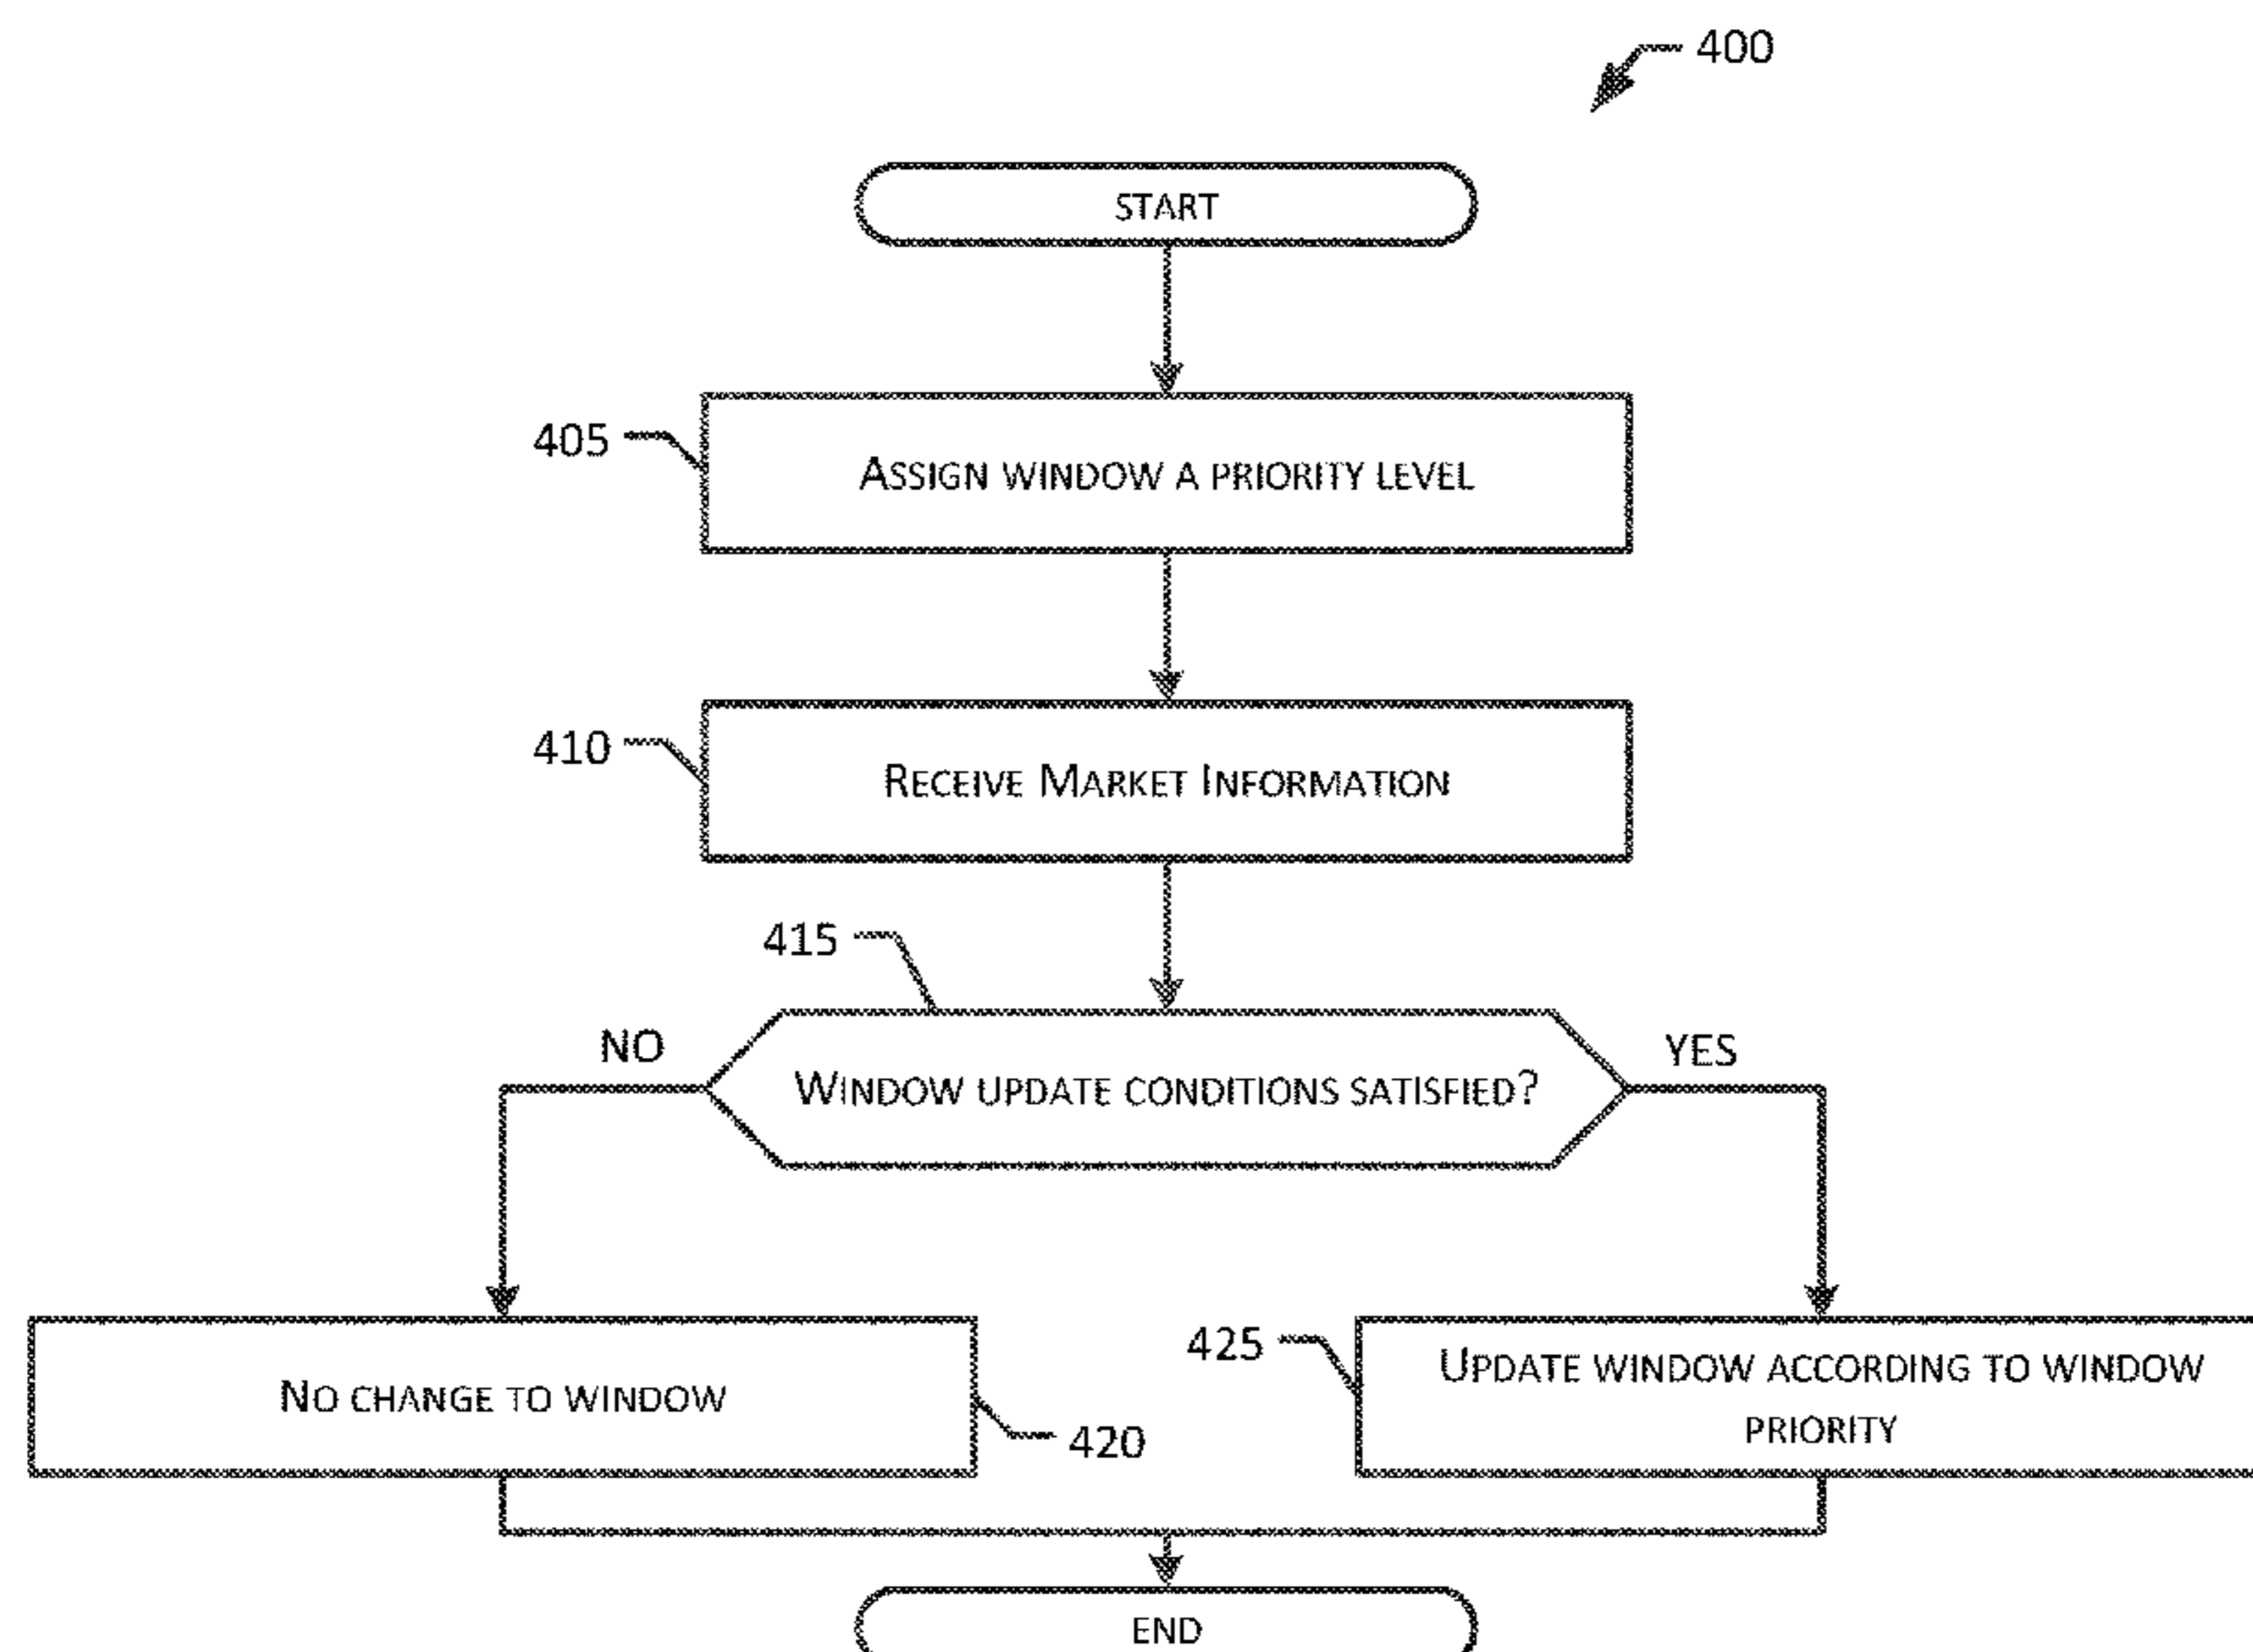 400
START
405
ASSIGN WINDOW A PRIORITY LEVEL
410
RECEIVE MARKET INFORMATION
415
NO
YES
WINDOW UPDATE CONDITIONS SATISFIED?
NO CHANGE TO WINDOW
420
425
UPDATE WINDOW ACCORDING TO WINDOW
PRIORITY
END